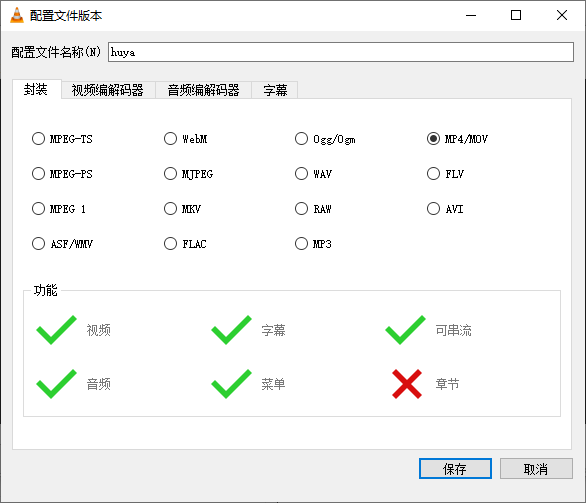 配置文件版本
配置文件名称(N) huya
封装 视频编解码器 音频编解码器 字幕
MPEG-TS WebM Ogg/Ogm MP4/MOV
MPEG-PS MJPEG WAV FLV
MPEG 1 MKV RAW AVI
ASF/WMV FLAC MP3
功能
视频 字幕 可串流
音频 菜单 章节
保存 取消